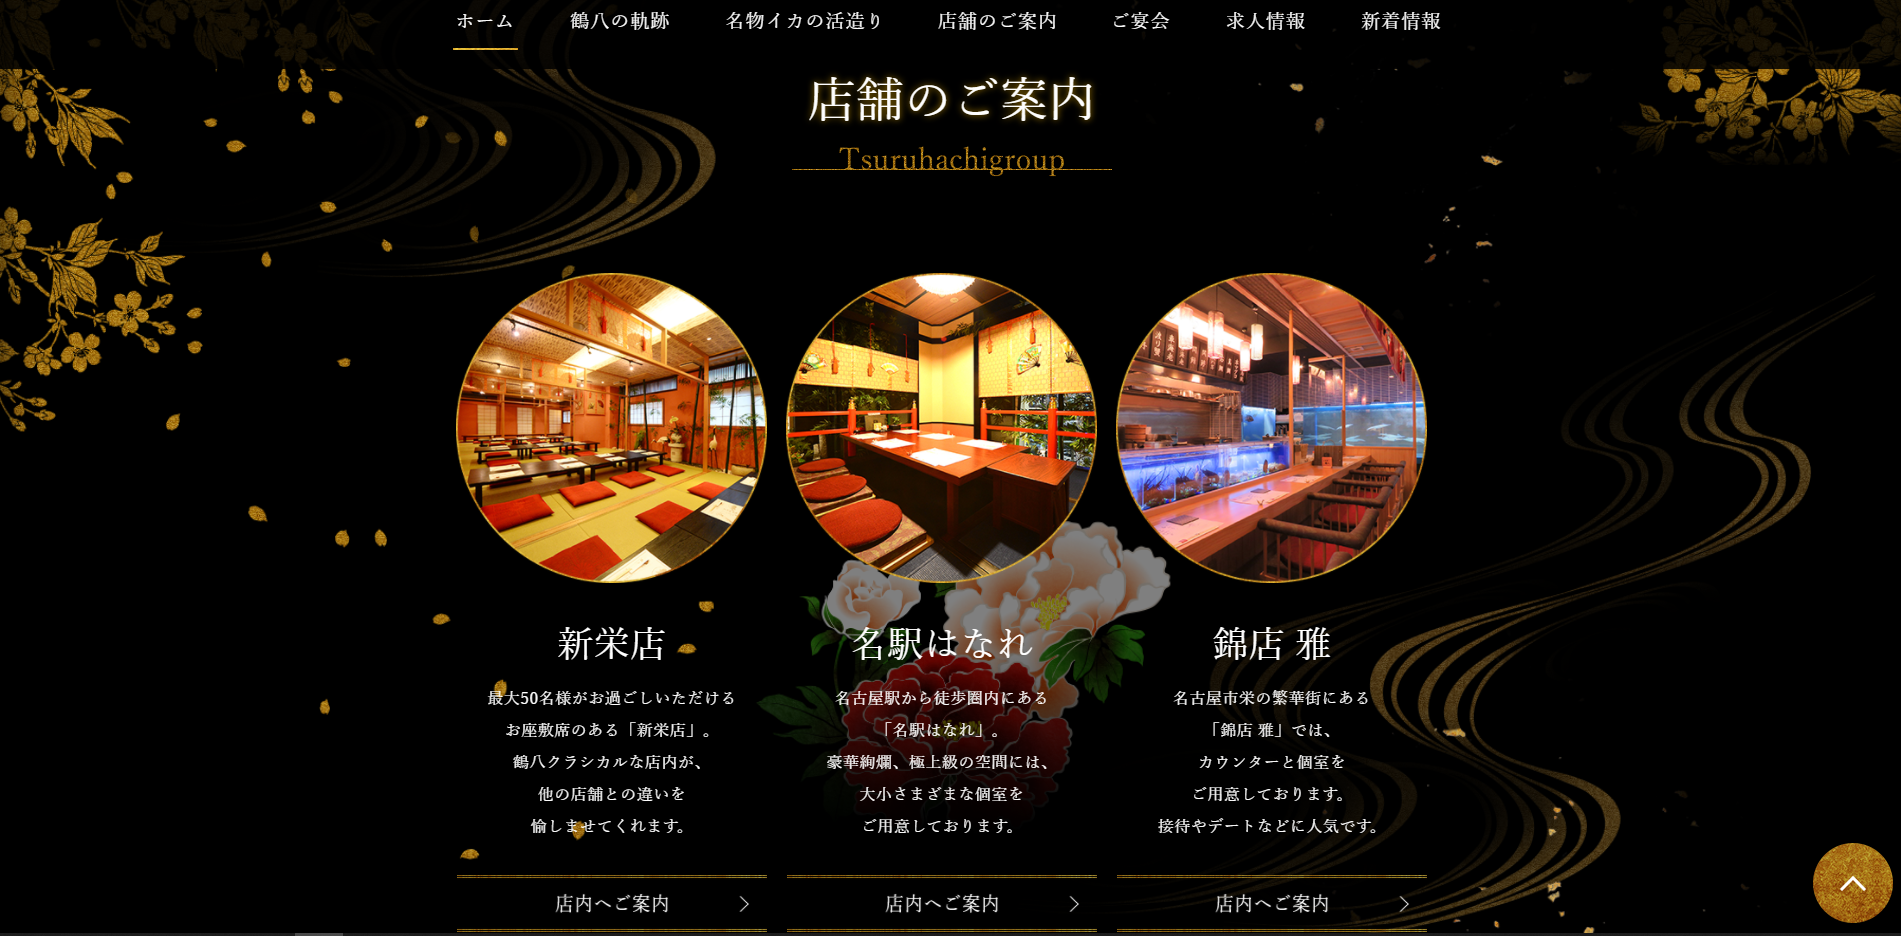 ホーム 鶴八の軌跡 名物イカの活造り 店舗のご案内 ご宴会 求人情報 新着情報
店舗のご案内
Tsuruhachigroup
新栄店
最大50名様がお過ごしいただける
お座敷席のある「新栄店」。
鶴八クラシカルな店内が、
他の店舗との違いを
愉しませてくれます。
店内へご案内
名駅はなれ
名古屋駅から徒歩圏内にある
「名駅はなれ」。
豪華絢爛、極上級の空間には、
大小さまざまな個室を
ご用意しております。
店内へご案内
錦店 雅
名古屋市栄の繁華街にある
「錦店 雅」では、
カウンターと個室を
ご用意しております。
接待やデートなどに人気です。
店内へご案内